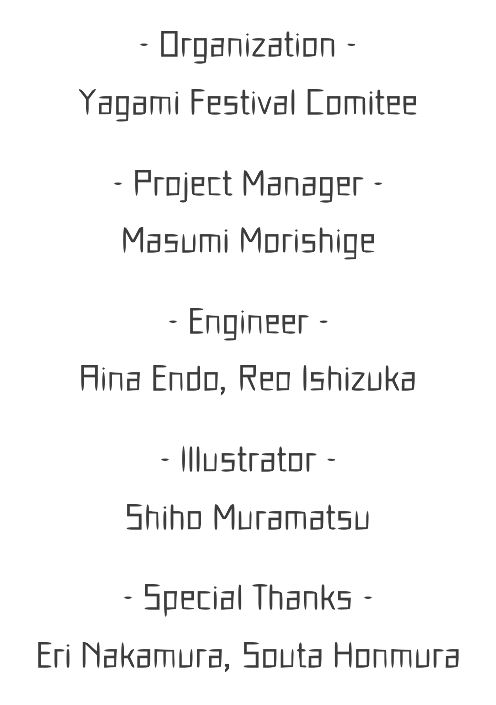 - Organization -
Yagami Festival Comitee
- Project Manager -
Masumi Morishige
- Engineer -
Aina Endo, Reo Ishizuka
- Illustrator -
Shiho Muramatsu
- Special Thanks -
Eri Nakamura, Souta Honmura